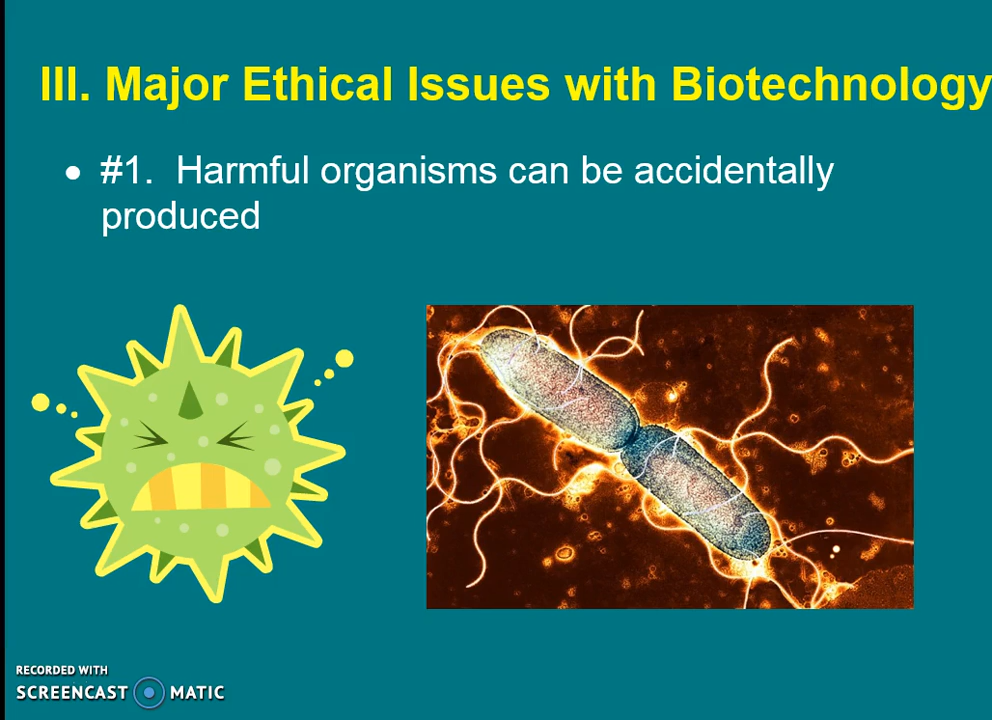 III. Major Ethical Issues with Biotechnology
• #1. Harmful organisms can be accidentally
produced
RECORDED WITH
SCREENCAST MATIC